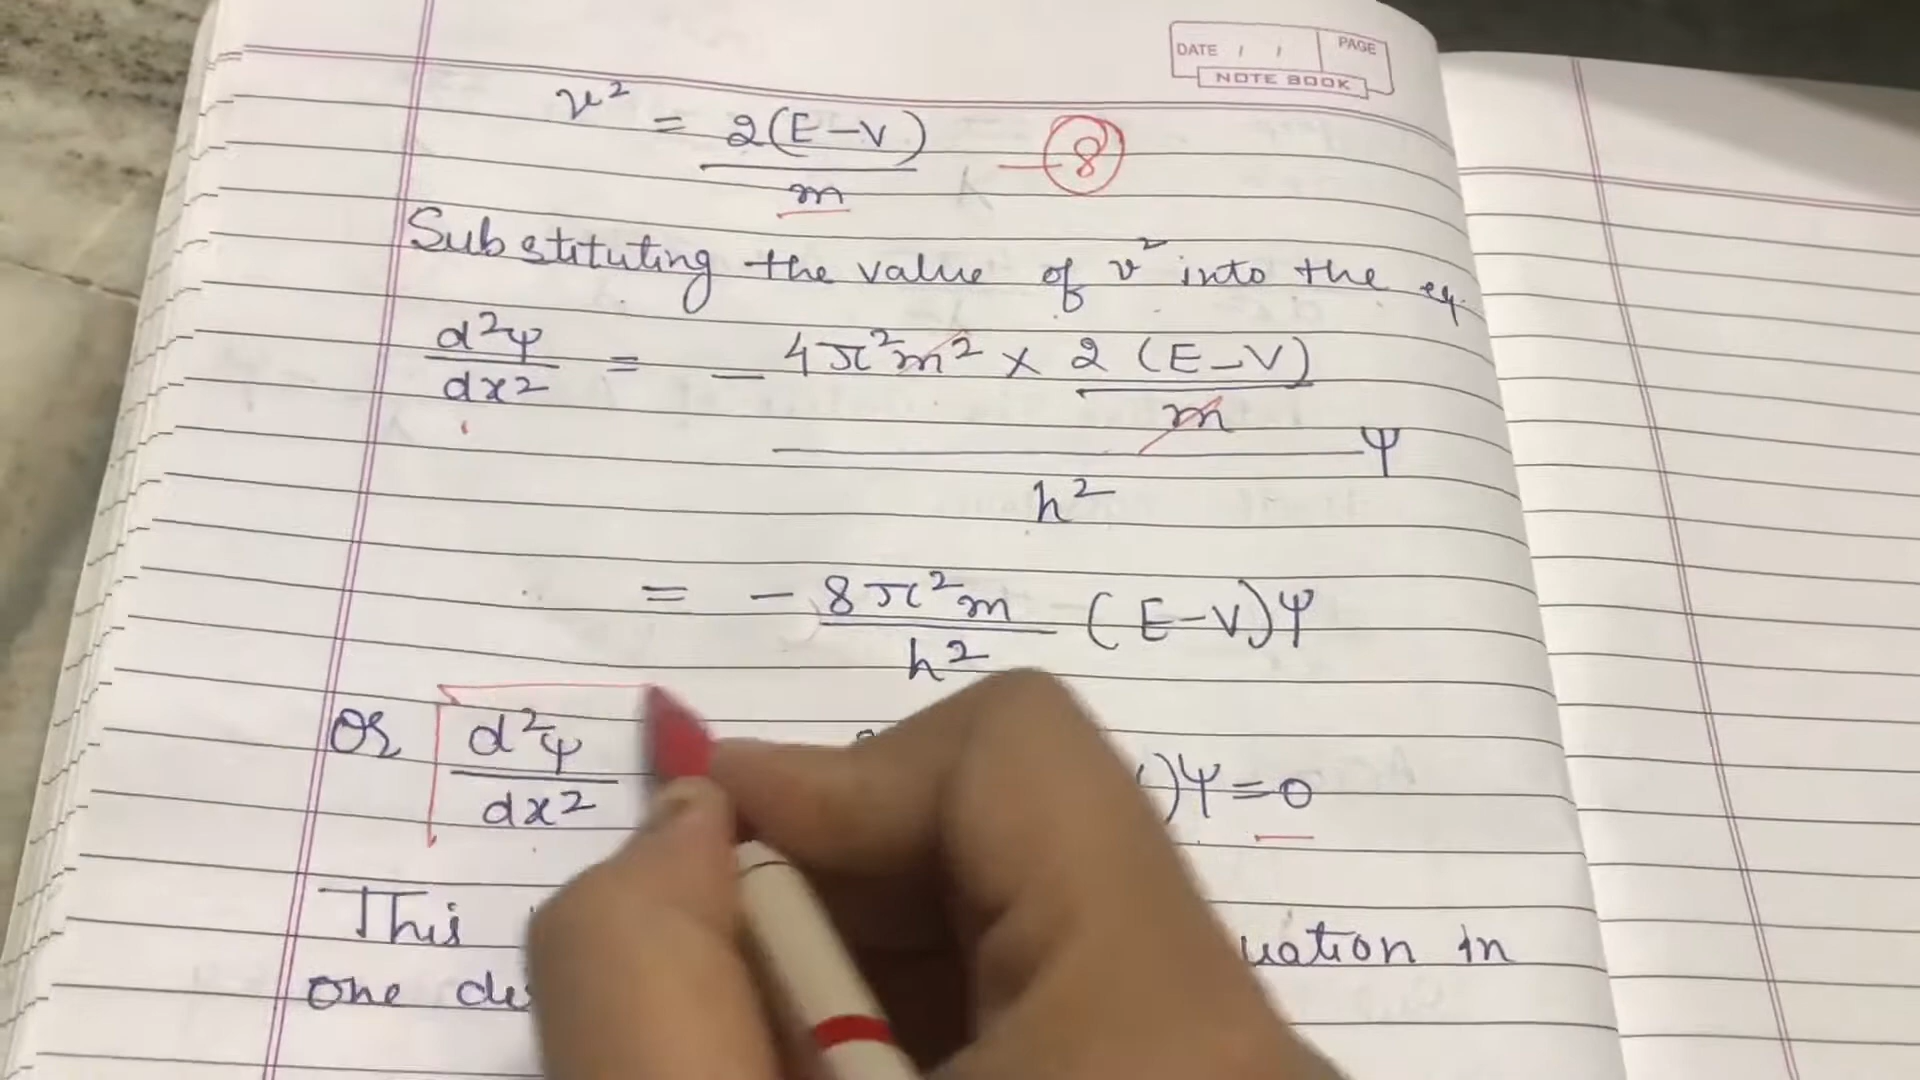 DATE / / PAGE
NOTE BOOK
v² = 2(E-V)/m — 8
Substituting the value of v² into the eq.
d²ψ/dx² = - 4π²m² × 2(E-V)/m / h² ψ
= - 8π²m/h² (E-V)ψ
or d²ψ/dx² )ψ=0
This uation in
one